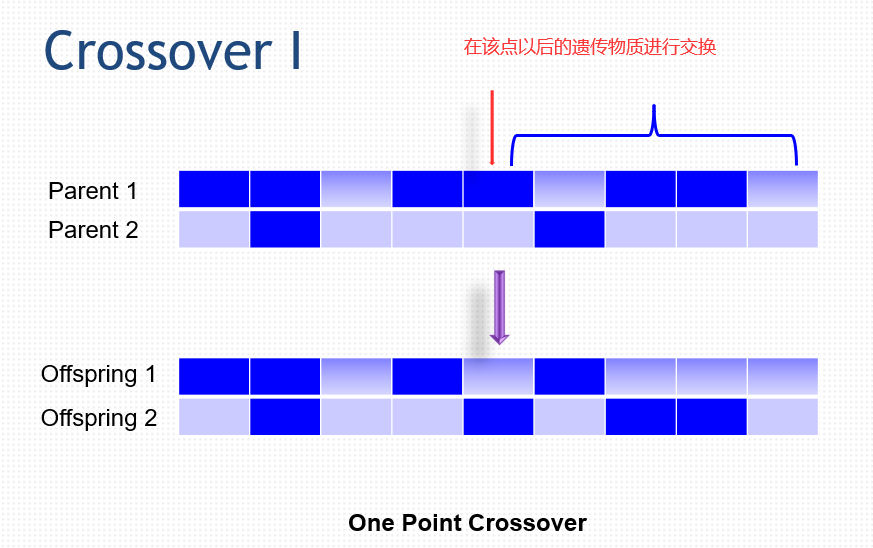 Crossover I
在该点以后的遗传物质进行交换
Parent 1
Parent 2
Offspring 1
Offspring 2
One Point Crossover